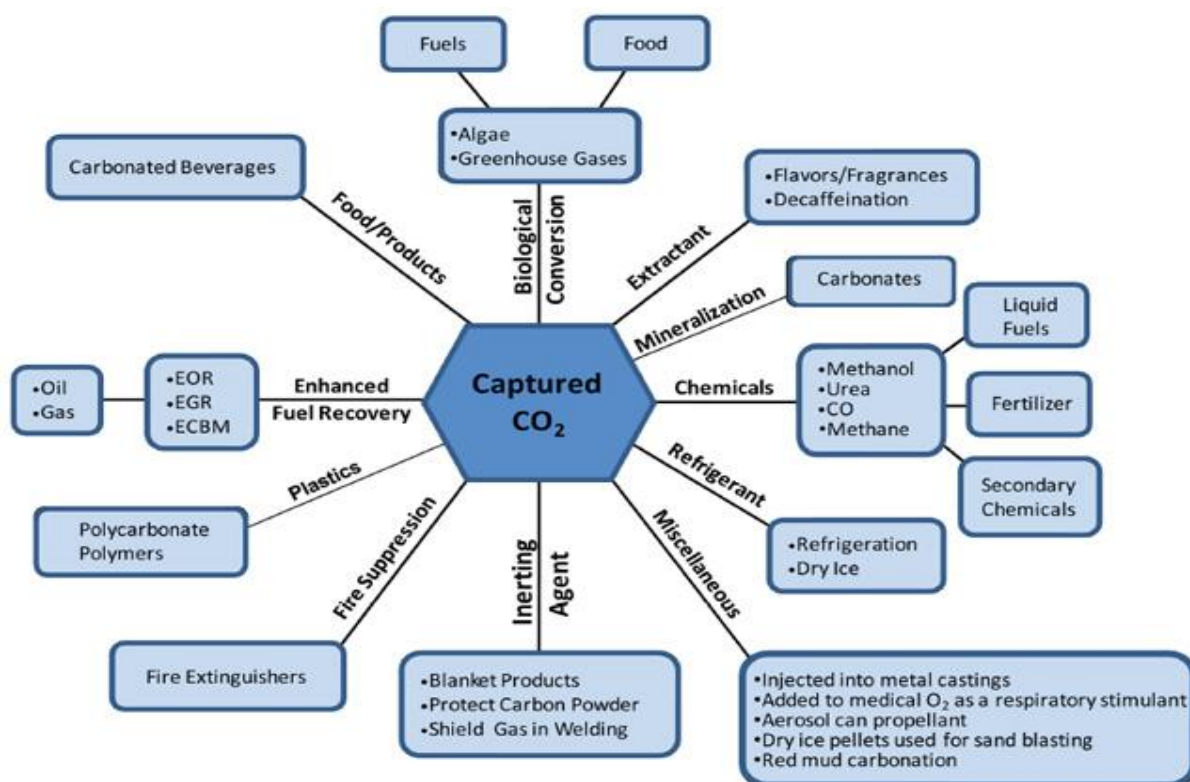 Fuels
Food
•Algae
•Greenhouse Gases
Carbonated Beverages
•Flavors/Fragrances
•Decaffeination
Food/Products
Biological
Conversion
Extractant
Mineralization
Carbonates
Liquid
Fuels
•Oil
•Gas
•EOR
•EGR
•ECBM
Enhanced
Fuel Recovery
Captured
CO₂
Chemicals
•Methanol
•Urea
•CO
•Methane
Fertilizer
Secondary
Chemicals
Plastics
Polycarbonate
Polymers
Refrigerant
•Refrigeration
•Dry Ice
Fire Suppression
Inerting
Agent
Miscellaneous
Fire Extinguishers
•Blanket Products
•Protect Carbon Powder
•Shield Gas in Welding
•Injected into metal castings
•Added to medical O₂ as a respiratory stimulant
•Aerosol can propellant
•Dry ice pellets used for sand blasting
•Red mud carbonation